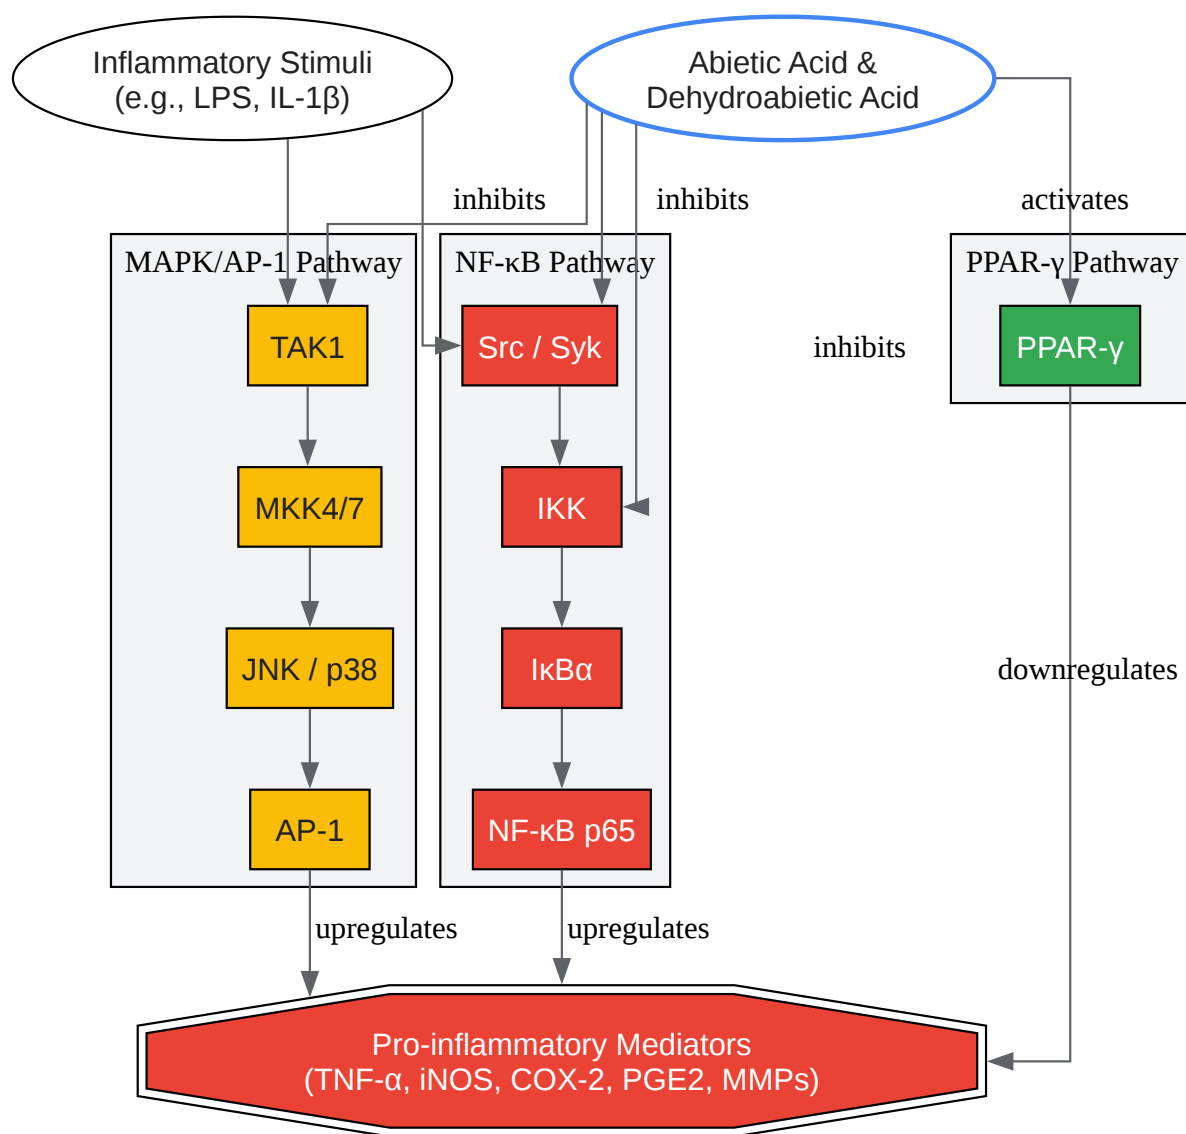 Inflammatory Stimuli
(e.g., LPS, IL-1β)
Abietic Acid &
Dehydroabietic Acid
inhibits
inhibits
activates
MAPK/AP-1 Pathway
NF-κB Pathway
PPAR-γ Pathway
TAK1
Src / Syk
inhibits
PPAR-γ
MKK4/7
IKK
JNK / p38
IκBα
downregulates
AP-1
NF-κB p65
upregulates
upregulates
Pro-inflammatory Mediators
(TNF-α, iNOS, COX-2, PGE2, MMPs)